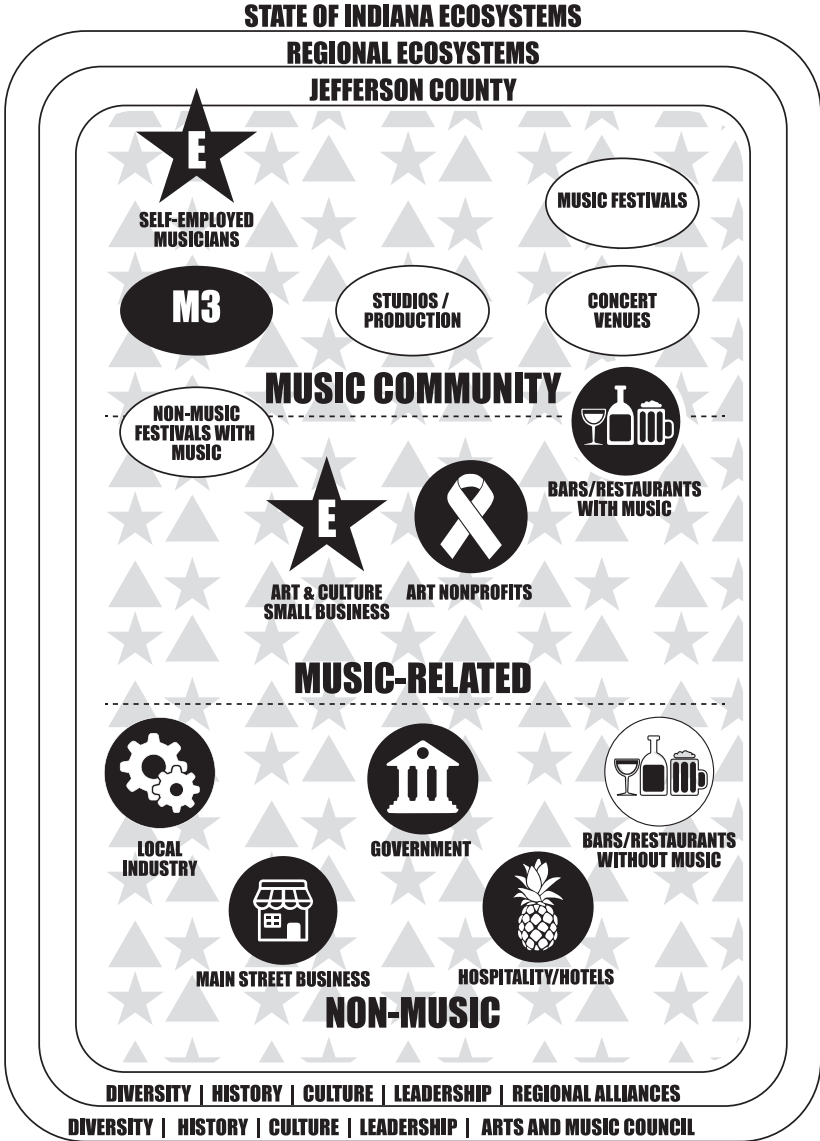 STATE OF INDIANA ECOSYSTEMS
REGIONAL ECOSYSTEMS
JEFFERSON COUNTY
E
SELF-EMPLOYED
MUSICIANS
MUSIC FESTIVALS
M3
STUDIOS /
PRODUCTION
CONCERT
VENUES
MUSIC COMMUNITY
NON-MUSIC
FESTIVALS WITH
MUSIC
BARS/RESTAURANTS
WITH MUSIC
E
ART & CULTURE
SMALL BUSINESS
ART NONPROFITS
MUSIC-RELATED
LOCAL
INDUSTRY
GOVERNMENT
BARS/RESTAURANTS
WITHOUT MUSIC
MAIN STREET BUSINESS
HOSPITALITY/HOTELS
NON-MUSIC
DIVERSITY | HISTORY | CULTURE | LEADERSHIP | REGIONAL ALLIANCES
DIVERSITY | HISTORY | CULTURE | LEADERSHIP | ARTS AND MUSIC COUNCIL